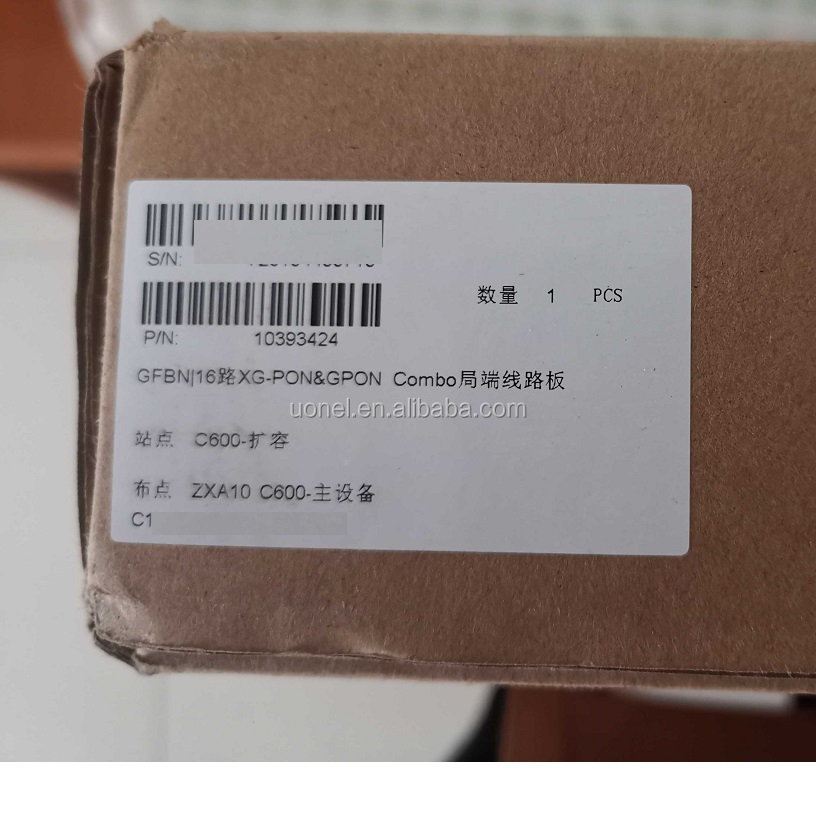 S/N:
数量 1 PCS
P/N: 10393424
GFBN|16路XG-PON&GPON Combo局端线路板
uonel.en.alibaba.com
站点 C600-扩容
布点 ZXA10 C600-主设备
C1